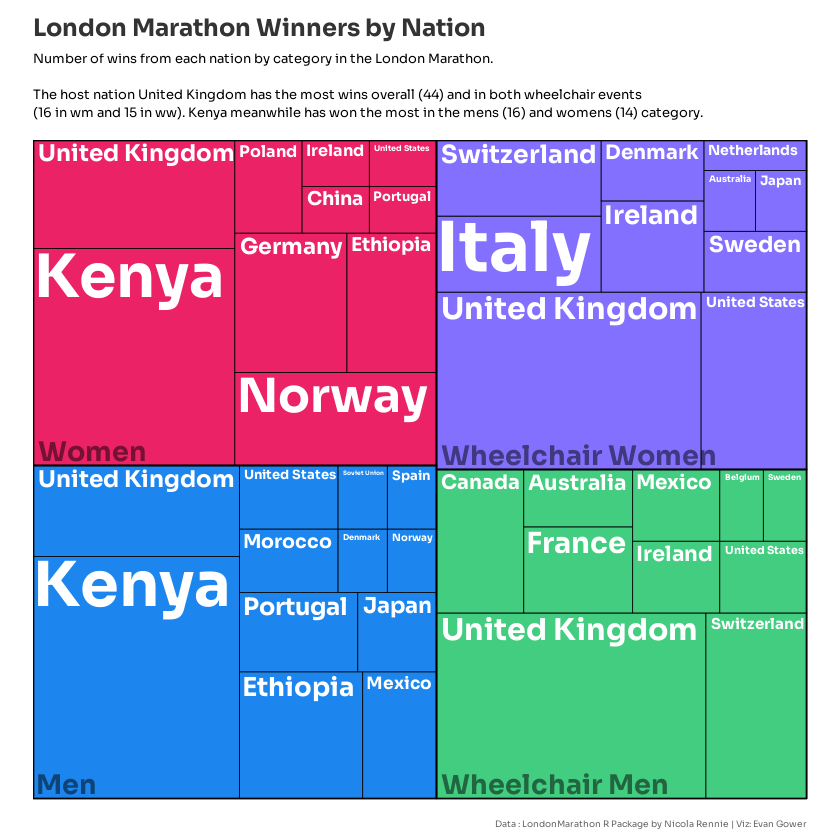 London Marathon Winners by Nation
Number of wins from each nation by category in the London Marathon.
The host nation United Kingdom has the most wins overall (44) and in both wheelchair events
(16 in wm and 15 in ww). Kenya meanwhile has won the most in the mens (16) and womens (14) category.
United Kingdom
Poland
Ireland
United States
China
Portugal
Kenya
Germany
Ethiopia
Norway
Women
Switzerland
Denmark
Netherlands
Australia
Japan
Ireland
Italy
Sweden
United Kingdom
United States
Wheelchair Women
United Kingdom
United States
Soviet Union
Spain
Morocco
Denmark
Norway
Kenya
Portugal
Japan
Ethiopia
Mexico
Men
Canada
Australia
Mexico
Belgium
Sweden
France
Ireland
United States
United Kingdom
Switzerland
Wheelchair Men
Data : LondonMarathon R Package by Nicola Rennie | Viz: Evan Gower